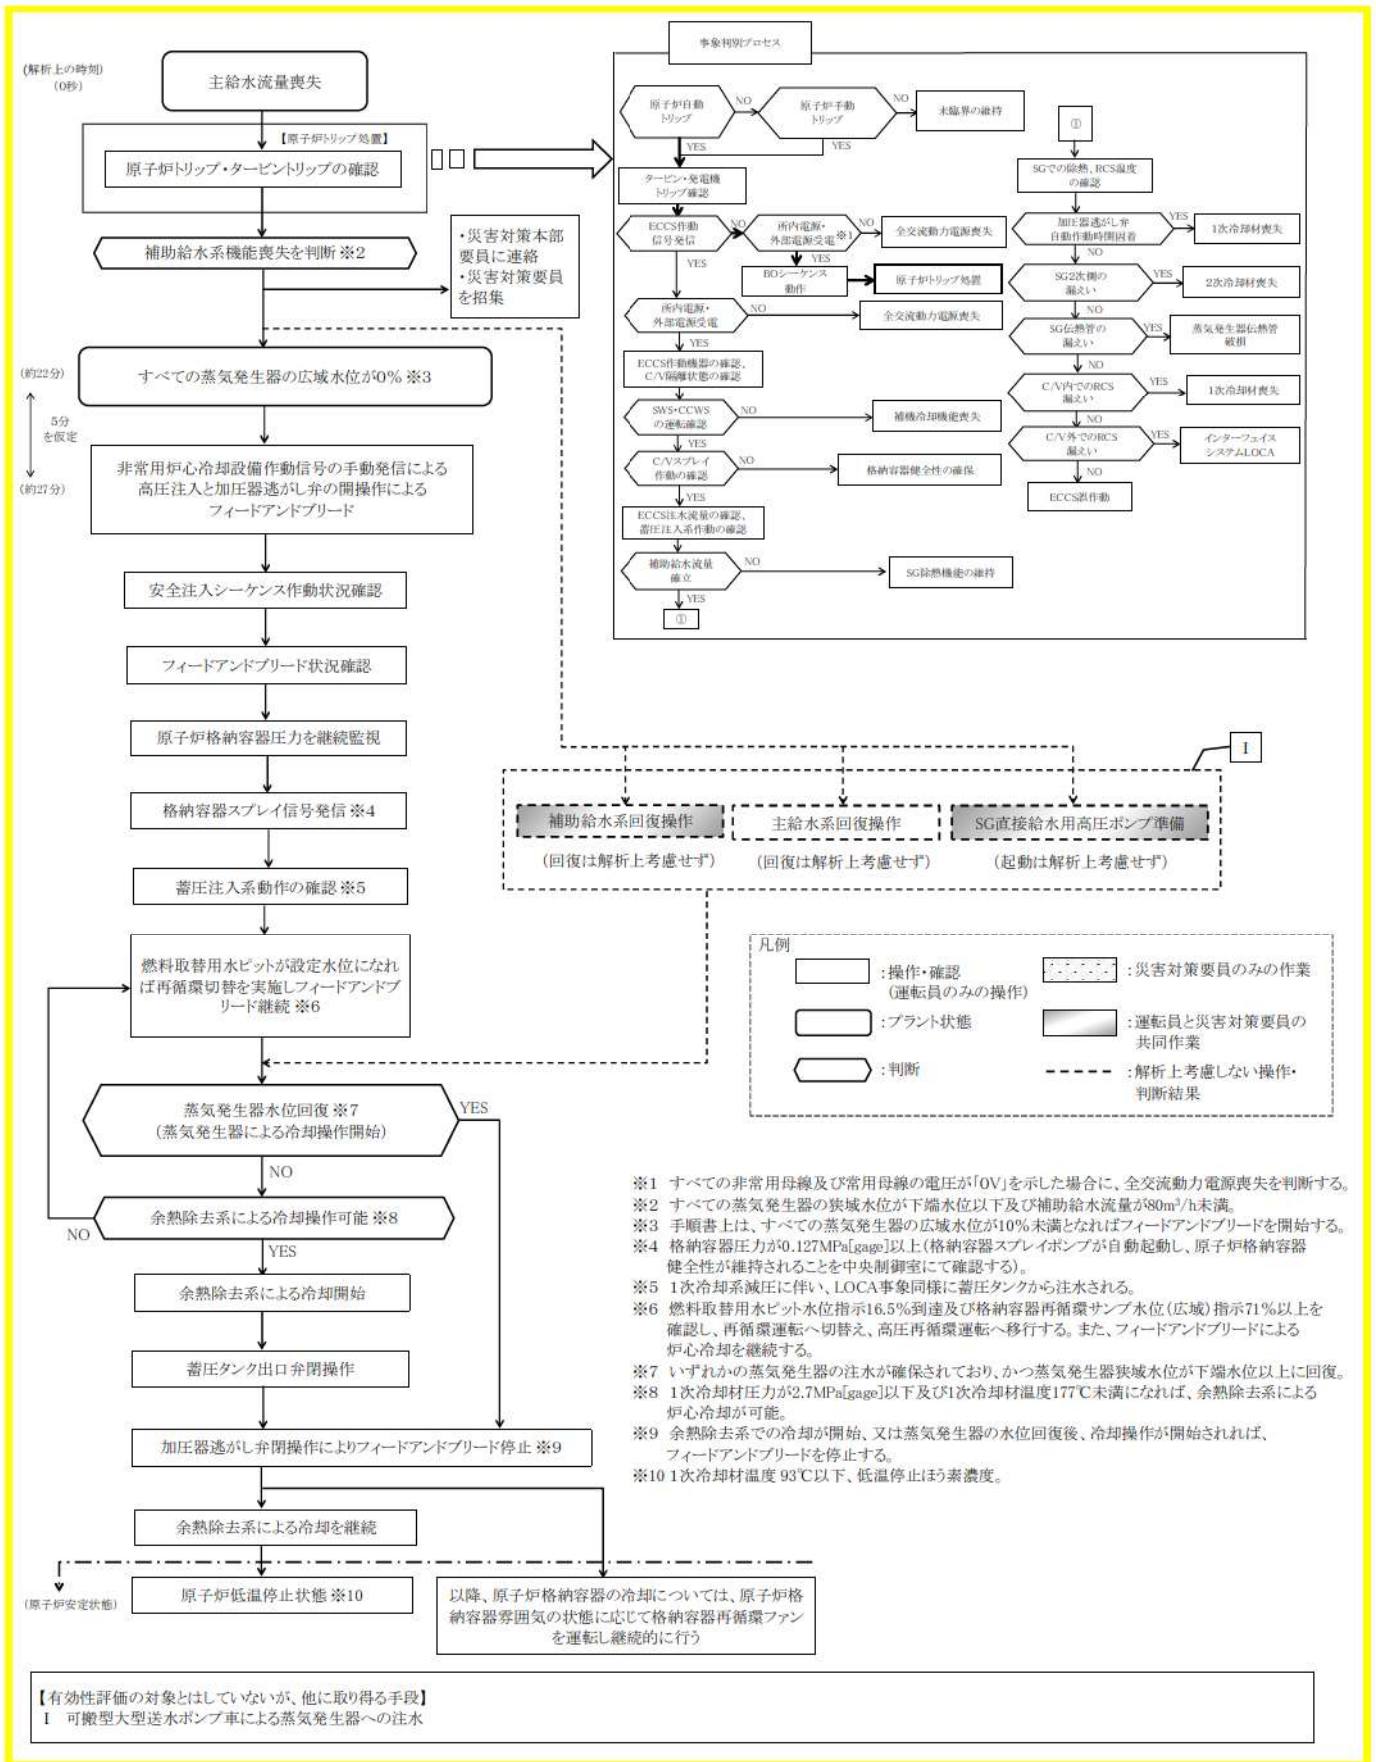 (解析上の時刻)
(0秒)
主給水流量喪失
【原子炉トリップ処置】
原子炉トリップ・タービントリップの確認
補助給水系機能喪失を判断※2
・災害対策本部
要員に連絡
・災害対策要員
を招集
(約22分)
すべての蒸気発生器の広域水位が0% ※3
5分
を仮定
(約27分)
非常用炉心冷却設備作動信号の手動発信による
高圧注入と加圧器逃がし弁の開操作による
フィードアンドブリード
安全注入シーケンス作動状況確認
フィードアンドブリード状況確認
原子炉格納容器圧力を継続監視
格納容器スプレイ信号発信※4
蓄圧注入系動作の確認※5
燃料取替用水ピットが設定水位になれ
ば再循環切替を実施しフィードアンドブ
リード継続※6
蒸気発生器水位回復※7
(蒸気発生器による冷却操作開始)
YES
NO
余熱除去系による冷却操作可能※8
NO
YES
余熱除去系による冷却開始
蓄圧タンク出口弁閉操作
加圧器逃がし弁閉操作によりフィードアンドブリード停止※9
余熱除去系による冷却を継続
(原子炉安定状態)
原子炉低温停止状態※10
以降、原子炉格納容器の冷却については、原子炉格
納容器雰囲気の状態に応じて格納容器再循環ファン
を運転し継続的に行う
事象判別プロセス
原子炉自動
トリップ
NO
原子炉手動
トリップ
NO
未臨界の維持
YES
YES
タービン・発電機
トリップ確認
ECCS作動
信号発信
NO
所内電源・
外部電源受電※1
NO
全交流動力電源喪失
YES
YES
BOシーケンス
動作
原子炉トリップ処置
所内電源・
外部電源受電
NO
全交流動力電源喪失
YES
ECCS作動機器の確認、
C/V隔離状態の確認
SWS・CCWS
の運転確認
NO
補機冷却機能喪失
YES
C/Vスプレイ
作動の確認
NO
格納容器健全性の確保
YES
ECCS注水流量の確認、
蓄圧注入系作動の確認
補助給水流量
確立
NO
SG除熱機能の維持
YES
①
①
SGでの除熱、RCS温度
の確認
加圧器逃がし弁
自動作動時開固着
YES
1次冷却材喪失
NO
SG2次側の
漏えい
YES
2次冷却材喪失
NO
SG伝熱管の
漏えい
YES
蒸気発生器伝熱管
破損
NO
C/V内でのRCS
漏えい
YES
1次冷却材喪失
NO
C/V外でのRCS
漏えい
YES
インターフェイス
システムLOCA
NO
ECCS誤作動
I
補助給水系回復操作
主給水系回復操作
SG直接給水用高圧ポンプ準備
(回復は解析上考慮せず)
(回復は解析上考慮せず)
(起動は解析上考慮せず)
凡例
:操作・確認
(運転員のみの操作)
:プラント状態
:判断
:災害対策要員のみの作業
:運転員と災害対策要員の
共同作業
:解析上考慮しない操作・
判断結果
※1 すべての非常用母線及び常用母線の電圧が「0V」を示した場合に、全交流動力電源喪失を判断する。
※2 すべての蒸気発生器の狭域水位が下端水位以下及び補助給水流量が80m³/h未満。
※3 手順書上は、すべての蒸気発生器の広域水位が10%未満となればフィードアンドブリードを開始する。
※4 格納容器圧力が0.127MPa[gage]以上(格納容器スプレイポンプが自動起動し、原子炉格納容器
健全性が維持されることを中央制御室にて確認する)。
※5 1次冷却系減圧に伴い、LOCA事象同様に蓄圧タンクから注水される。
※6 燃料取替用水ピット水位指示16.5%到達及び格納容器再循環サンプ水位(広域)指示71%以上を
確認し、再循環運転へ切替え、高圧再循環運転へ移行する。また、フィードアンドブリードによる
炉心冷却を継続する。
※7 いずれかの蒸気発生器の注水が確保されており、かつ蒸気発生器狭域水位が下端水位以上に回復。
※8 1次冷却材圧力が2.7MPa[gage]以下及び1次冷却材温度177℃未満になれば、余熱除去系による
炉心冷却が可能。
※9 余熱除去系での冷却が開始、又は蒸気発生器の水位回復後、冷却操作が開始されれば、
フィードアンドブリードを停止する。
※10 1次冷却材温度 93℃以下、低温停止ほう素濃度。
【有効性評価の対象とはしていないが、他に取り得る手段】
I 可搬型大型送水ポンプ車による蒸気発生器への注水